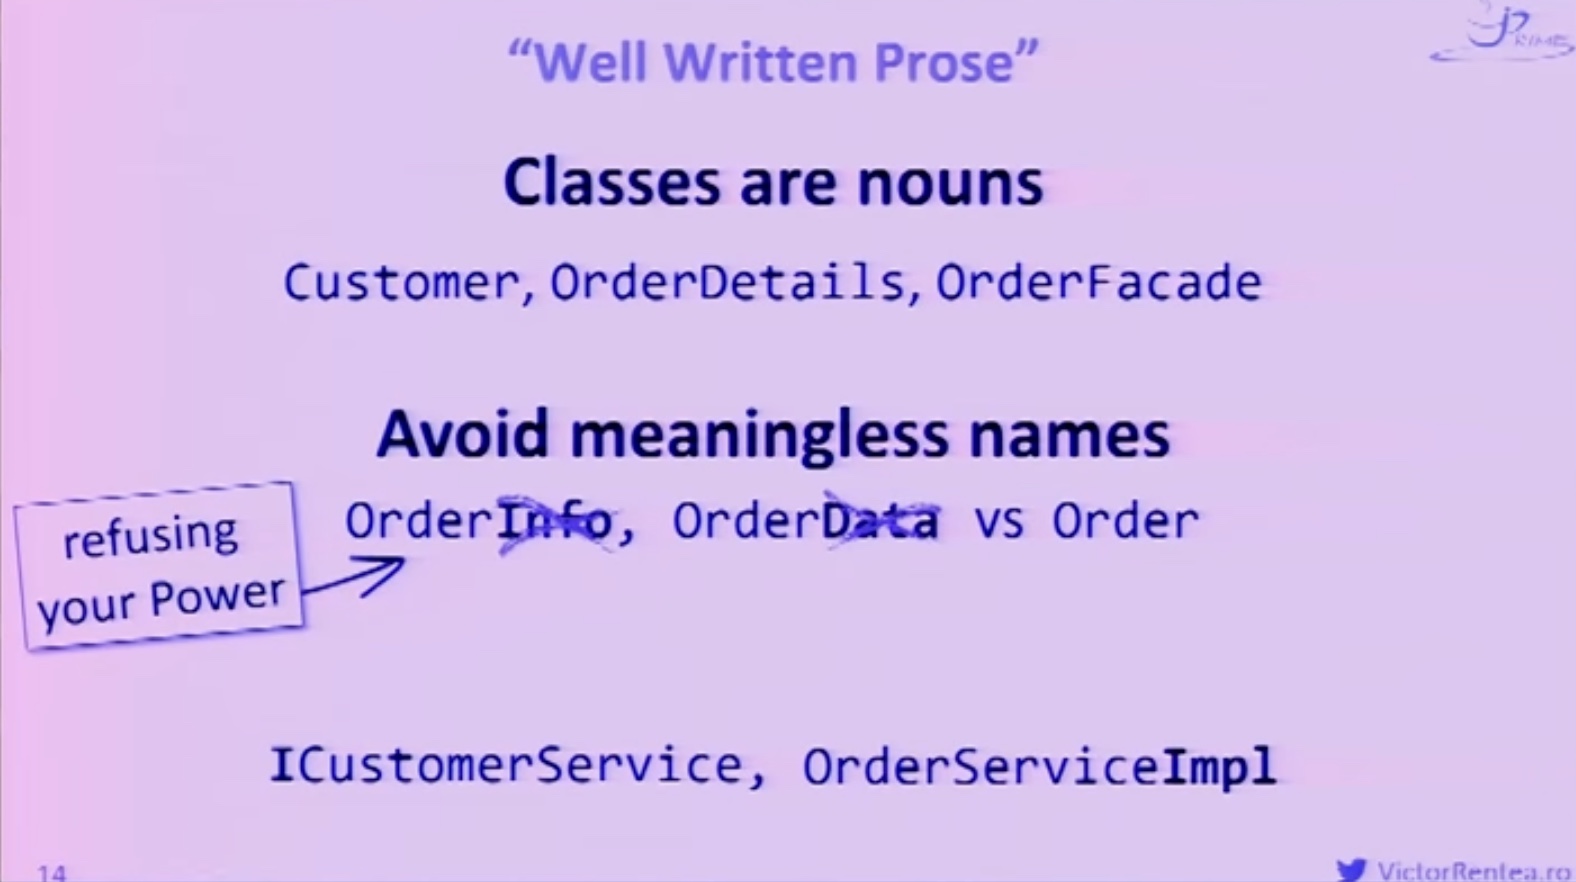 “Well Written Prose”
Classes are nouns
Customer, OrderDetails, OrderFacade
Avoid meaningless names
OrderInfo, OrderData vs Order
refusing
your Power
ICustomerService, OrderServiceImpl
14
VictorRentea.ro